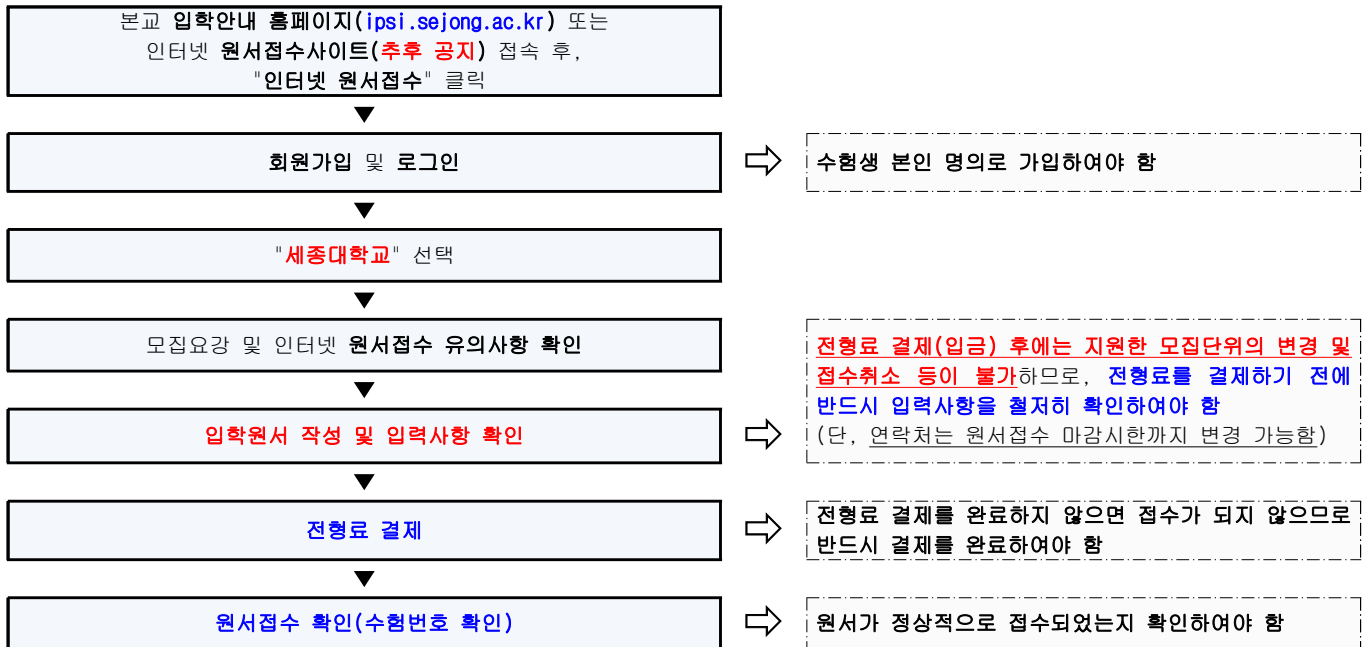 본교 입학안내 홈페이지(ipsi.sejong.ac.kr) 또는
인터넷 원서접수사이트(추후 공지) 접속 후,
"인터넷 원서접수" 클릭
회원가입 및 로그인
수험생 본인 명의로 가입하여야 함
"세종대학교" 선택
모집요강 및 인터넷 원서접수 유의사항 확인
입학원서 작성 및 입력사항 확인
전형료 결제(입금) 후에는 지원한 모집단위의 변경 및
접수취소 등이 불가하므로, 전형료를 결제하기 전에
반드시 입력사항을 철저히 확인하여야 함
(단, 연락처는 원서접수 마감시한까지 변경 가능함)
전형료 결제
전형료 결제를 완료하지 않으면 접수가 되지 않으므로
반드시 결제를 완료하여야 함
원서접수 확인(수험번호 확인)
원서가 정상적으로 접수되었는지 확인하여야 함